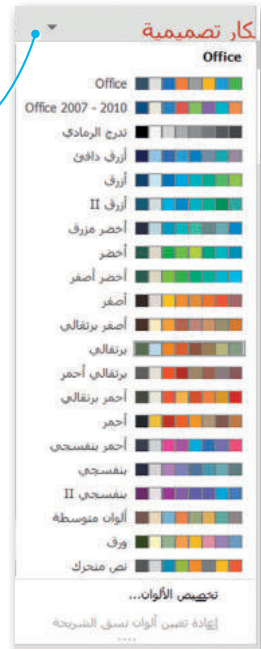 كار تصميمية
Office
Office
Office 2007 - 2010
تدرج الرمادي
أزرق دافئ
أزرق
أزرق II
أخضر مزرق
أخضر
أخضر أصفر
أصفر
أصفر برتقالي
برتقالي
برتقالي أحمر
أحمر برتقالي
أحمر
أحمر بنفسجي
بنفسجي
بنفسجي II
ألوان متوسطة
ورق
نص متحرك
تخصيص الألوان...
إعادة تعيين ألوان نسق الشريحة